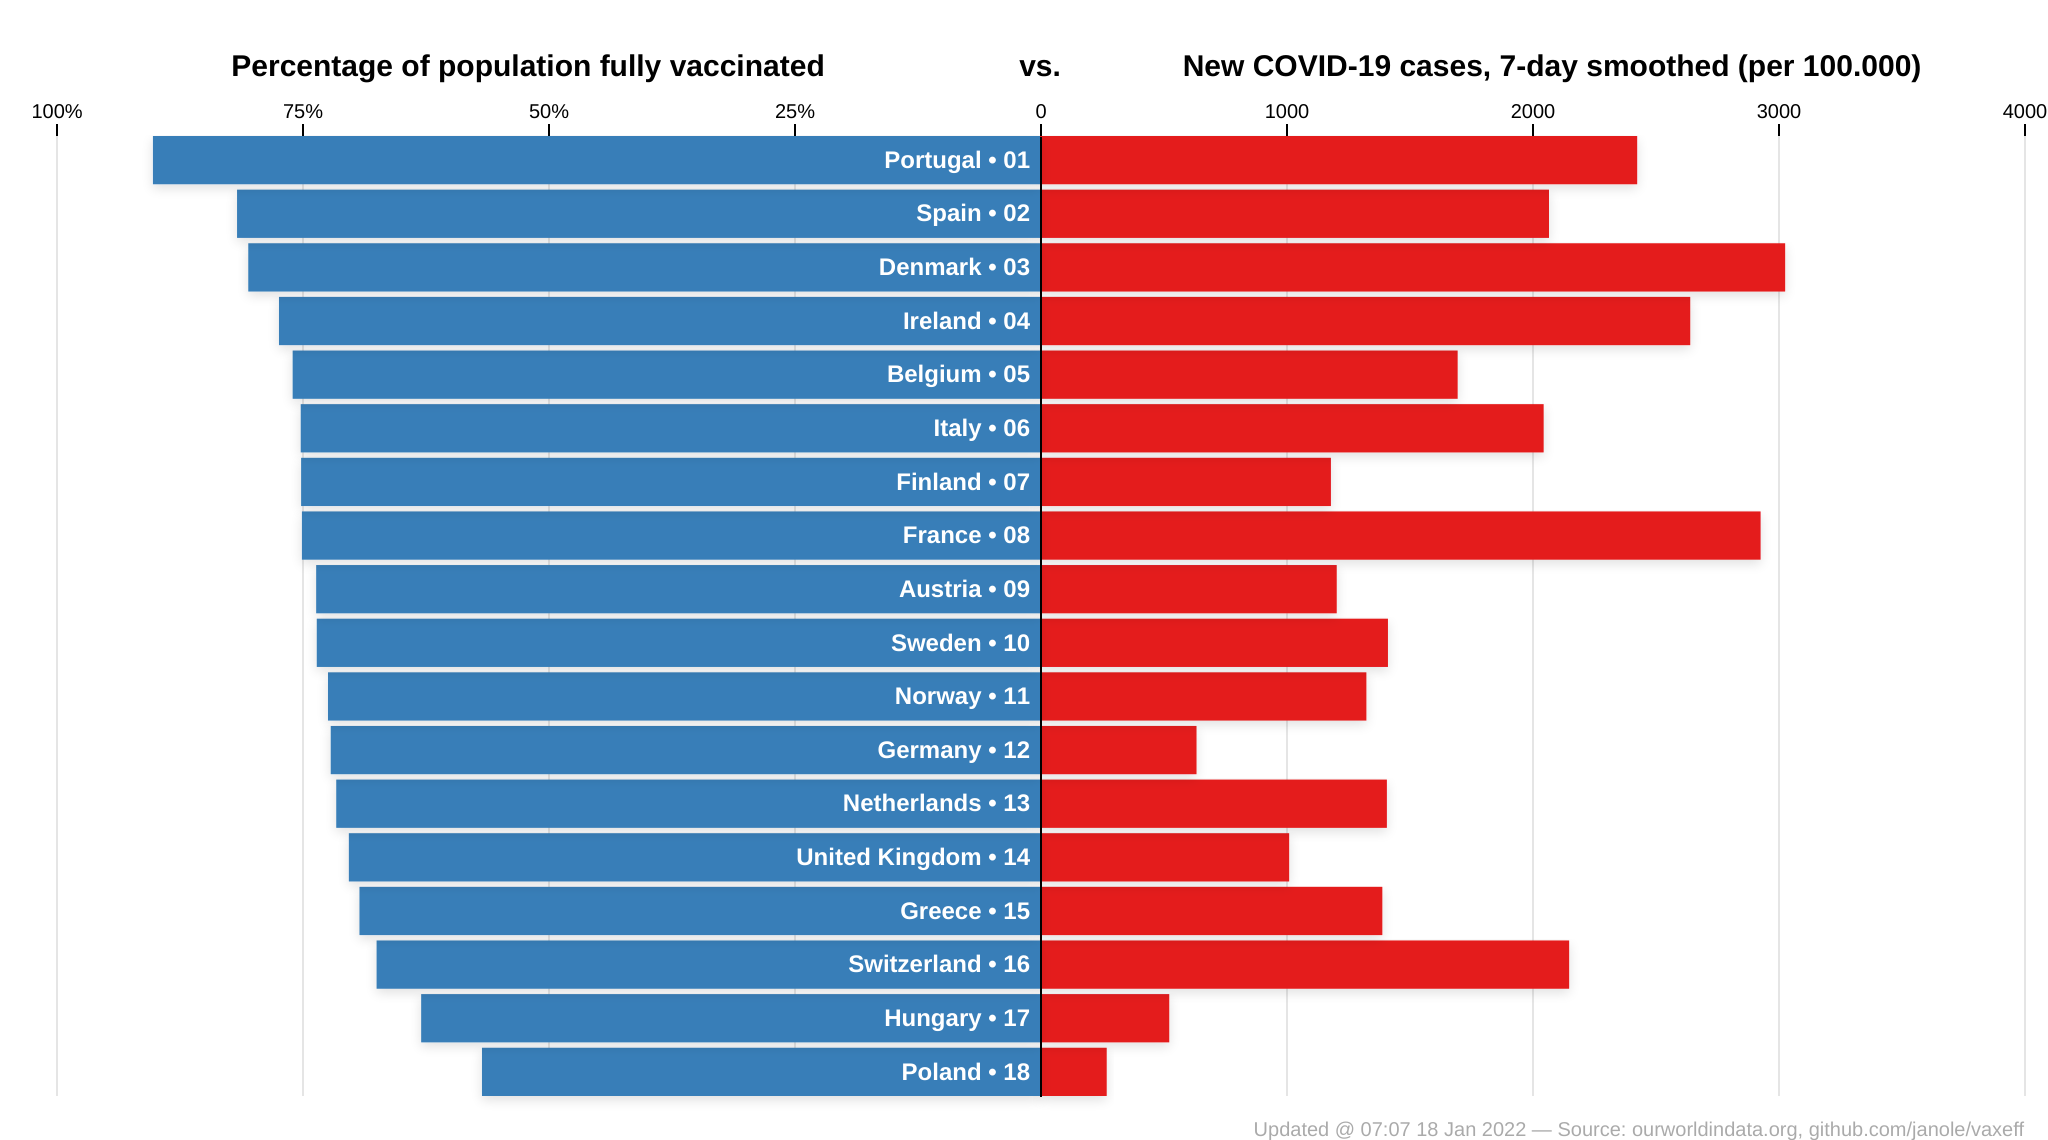 Percentage of population fully vaccinated vs. New COVID-19 cases, 7-day smoothed (per 100.000)
100% 75% 50% 25% 0 1000 2000 3000 4000
Portugal • 01
Spain • 02
Denmark • 03
Ireland • 04
Belgium • 05
Italy • 06
Finland • 07
France • 08
Austria • 09
Sweden • 10
Norway • 11
Germany • 12
Netherlands • 13
United Kingdom • 14
Greece • 15
Switzerland • 16
Hungary • 17
Poland • 18
Updated @ 07:07 18 Jan 2022 — Source: ourworldindata.org, github.com/janole/vaxeff